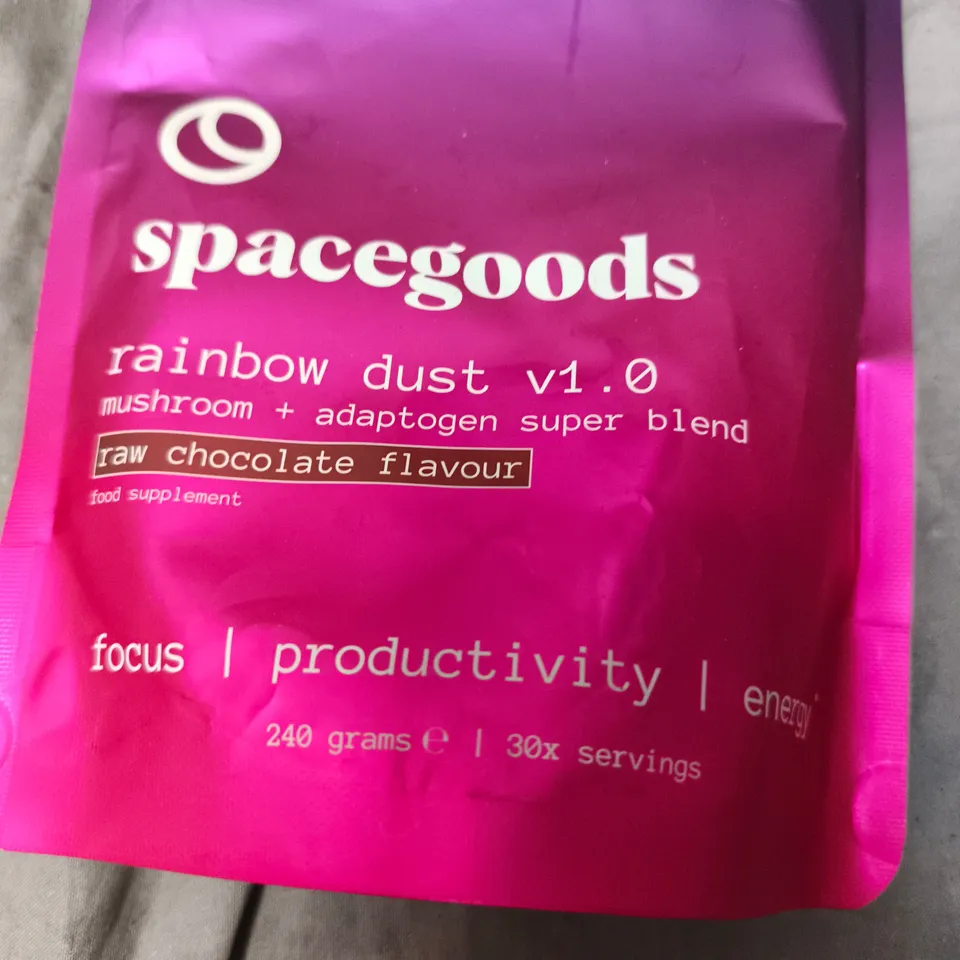 spacegoods
rainbow dust v1.0
mushroom + adaptogen super blend
raw chocolate flavour
food supplement
focus | productivity | energy*
240 grams ℮ | 30x servings